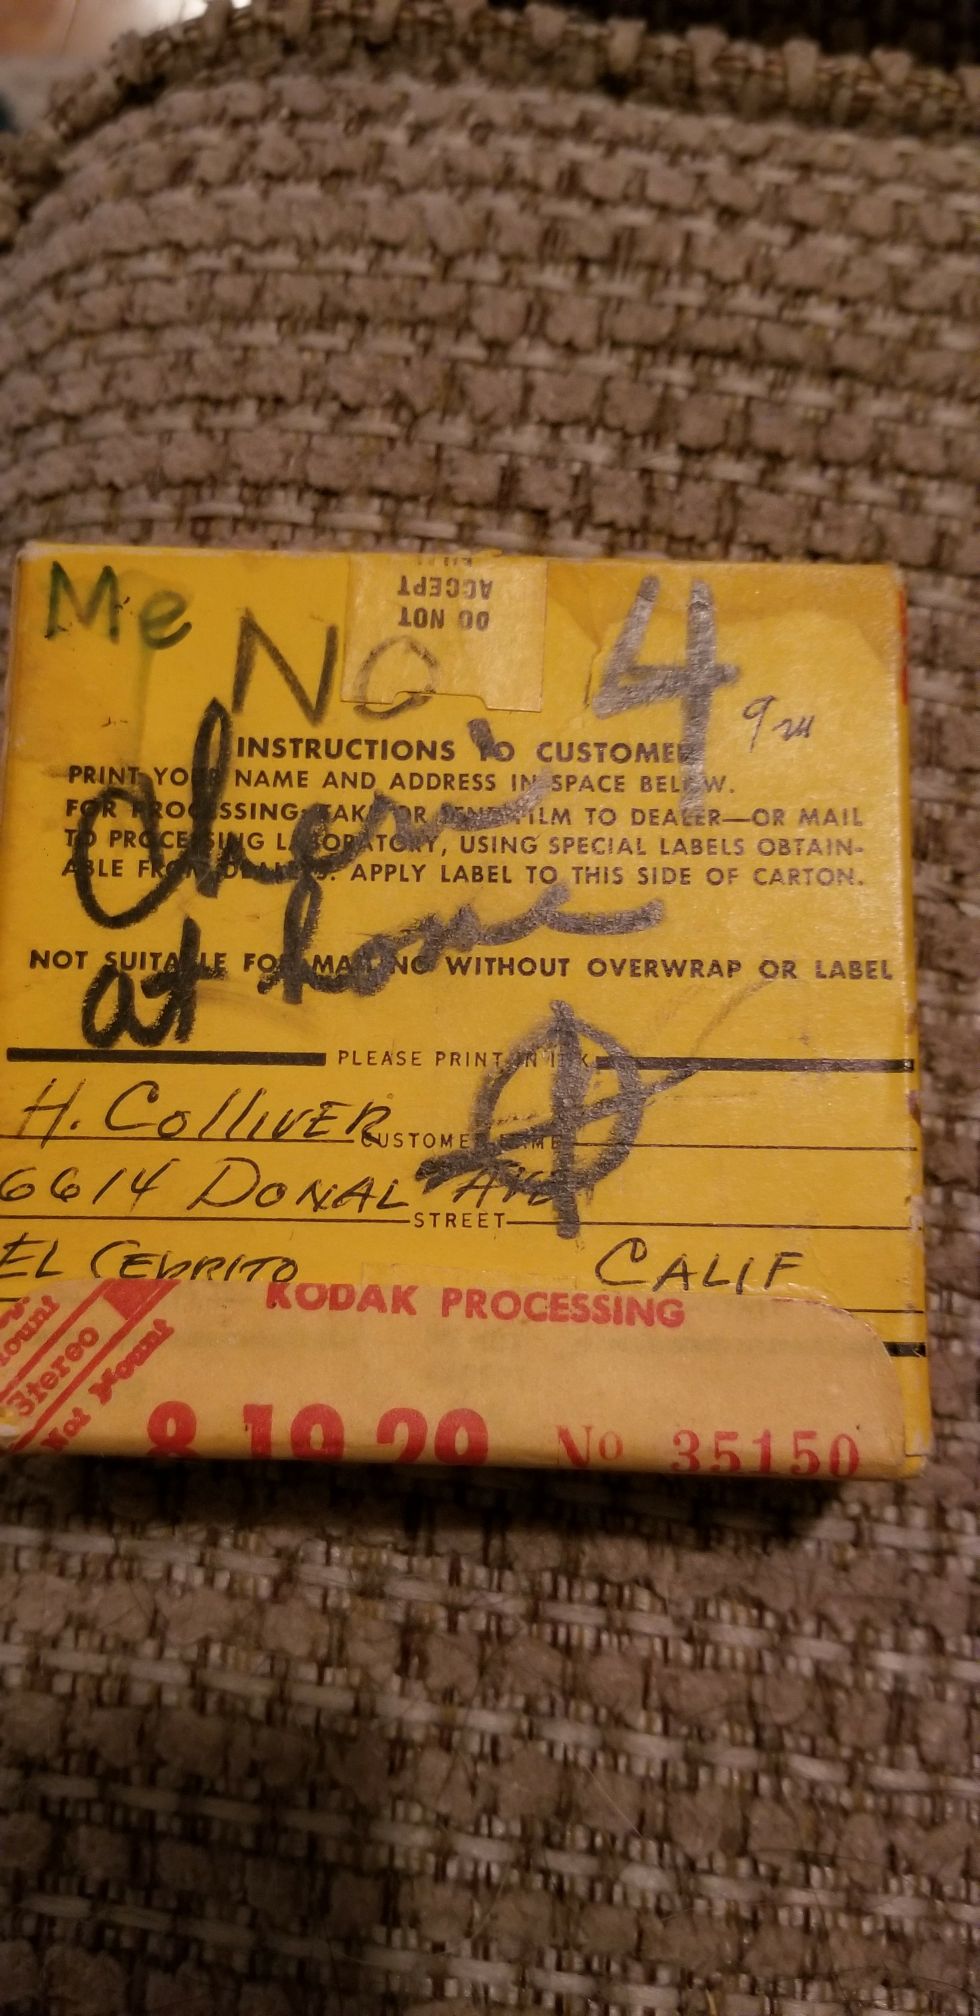 Me
NO 4
DO NOT
ACCEPT
INSTRUCTIONS TO CUSTOMER
PRINT YOUR NAME AND ADDRESS IN SPACE BELOW.
FOR PROCESSING: TAKE OR SEND FILM TO DEALER—OR MAIL
TO PROCESSING LABORATORY, USING SPECIAL LABELS OBTAIN-
ABLE FROM DEALERS. APPLY LABEL TO THIS SIDE OF CARTON.
NOT SUITABLE FOR MAILING WITHOUT OVERWRAP OR LABEL
at home
PLEASE PRINT IN INK
H. COLLIVER
CUSTOMER NAME
6614 DONAL AVE
STREET
EL CERRITO CALIF
KODAK PROCESSING
Mount
Stereo
Not Mount
8 19 29 No 35150